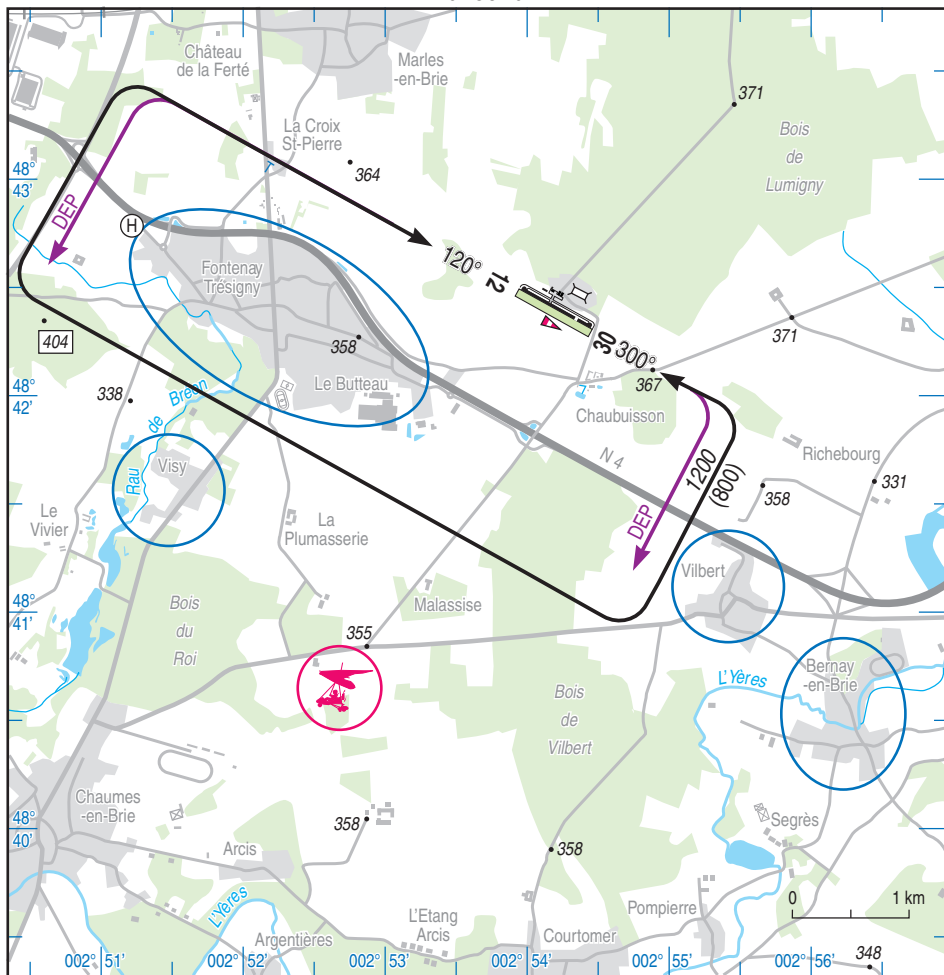 Château
de la Ferté
Marles
-en-Brie
371
Bois
de
Lumigny
La Croix
St-Pierre
364
48°
43'
DEP
H
120°
12
Fontenay
Trésigny
404
358
30
300°
371
367
48°
42'
338
Le Butteau
Chaubuisson
Rau de Bréon
N 4
1200
(800)
Richebourg
331
358
Visy
DEP
Le
Vivier
La
Plumasserie
Vilbert
Malassise
48°
41'
Bois
du
Roi
355
Bernay
-en-Brie
L'Yères
Bois
de
Vilbert
Chaumes
-en-Brie
358
Segrès
48°
40'
Arcis
358
0 1 km
L'Yères
L'Etang
Arcis
Pompierre
Argentières
Courtomer
348
002° 51'
002° 52'
002° 53'
002° 54'
002° 55'
002° 56'